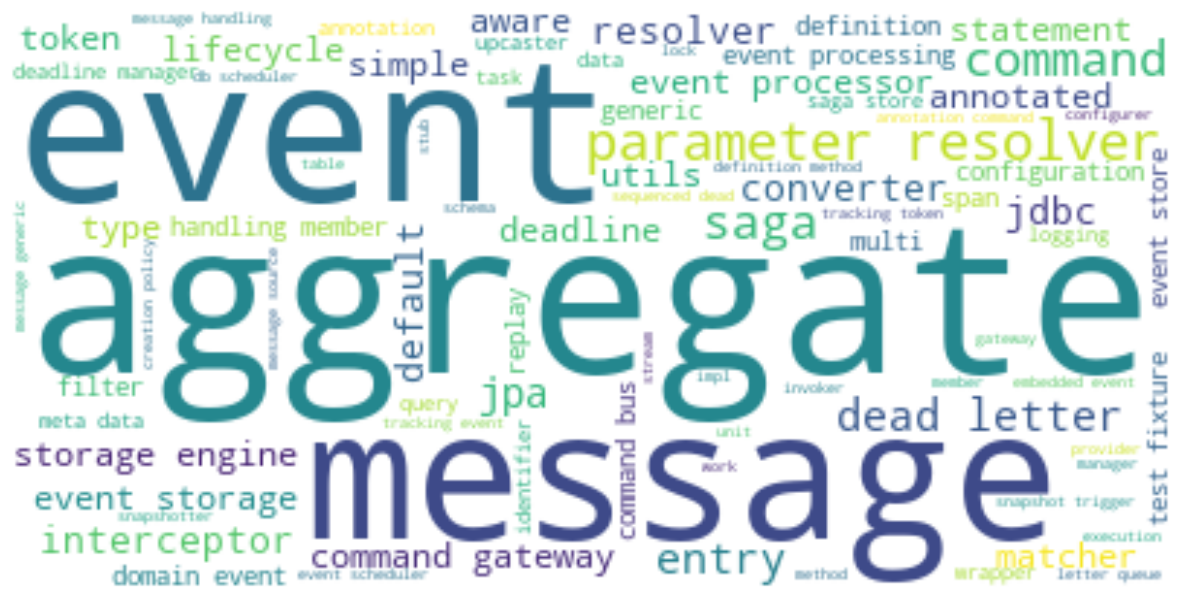 message handling
annotation
aware
resolver
definition
statement
token
lifecycle
upcaster
lock
event processing
command
deadline manager
db scheduler
simple
task
data
event processor
saga store
annotated
event
generic
annotation command
configurer
stub
parameter resolver
table
utils
definition method
configuration
sequenced dead
converter
span
event store
schema
tracking token
jdbc
type
handling member
default
deadline
saga
multi
logging
message generic
creation policy
message source
aggregate
replay
stream
gateway
filter
jpa
impl
invoker
member
embedded event
meta data
query
tracking event
identifier
command bus
unit
dead letter
test fixture
storage engine
message
work
provider
manager
event storage
snapshotter
snapshot trigger
interceptor
command gateway
entry
matcher
execution
domain event
event scheduler
method
wrapper
letter queue